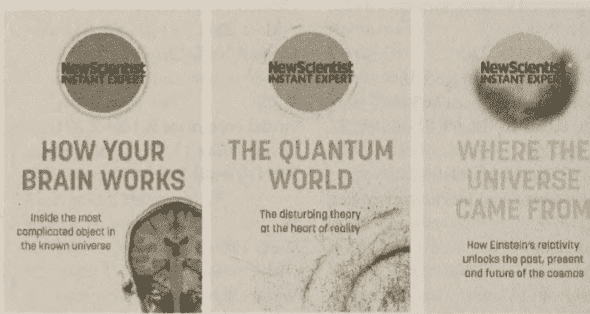 NewScientist
INSTANT EXPERT
HOW YOUR
BRAIN WORKS
Inside the most
complicated object in
the known universe
NewScientist
INSTANT EXPERT
THE QUANTUM
WORLD
The disturbing theory
at the heart of reality
NewScientist
INSTANT EXPERT
WHERE THE
UNIVERSE
CAME FROM
How Einstein's relativity
unlocks the past, present
and future of the cosmos